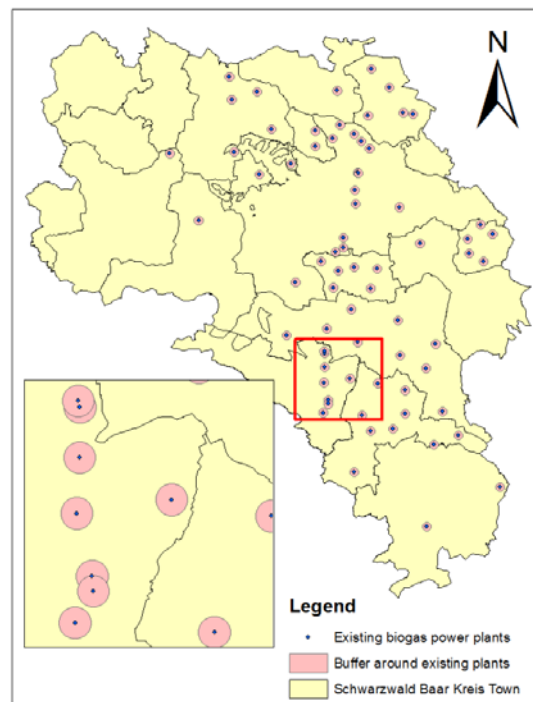 N
Legend
Existing biogas power plants
Buffer around existing plants
Schwarzwald Baar Kreis Town